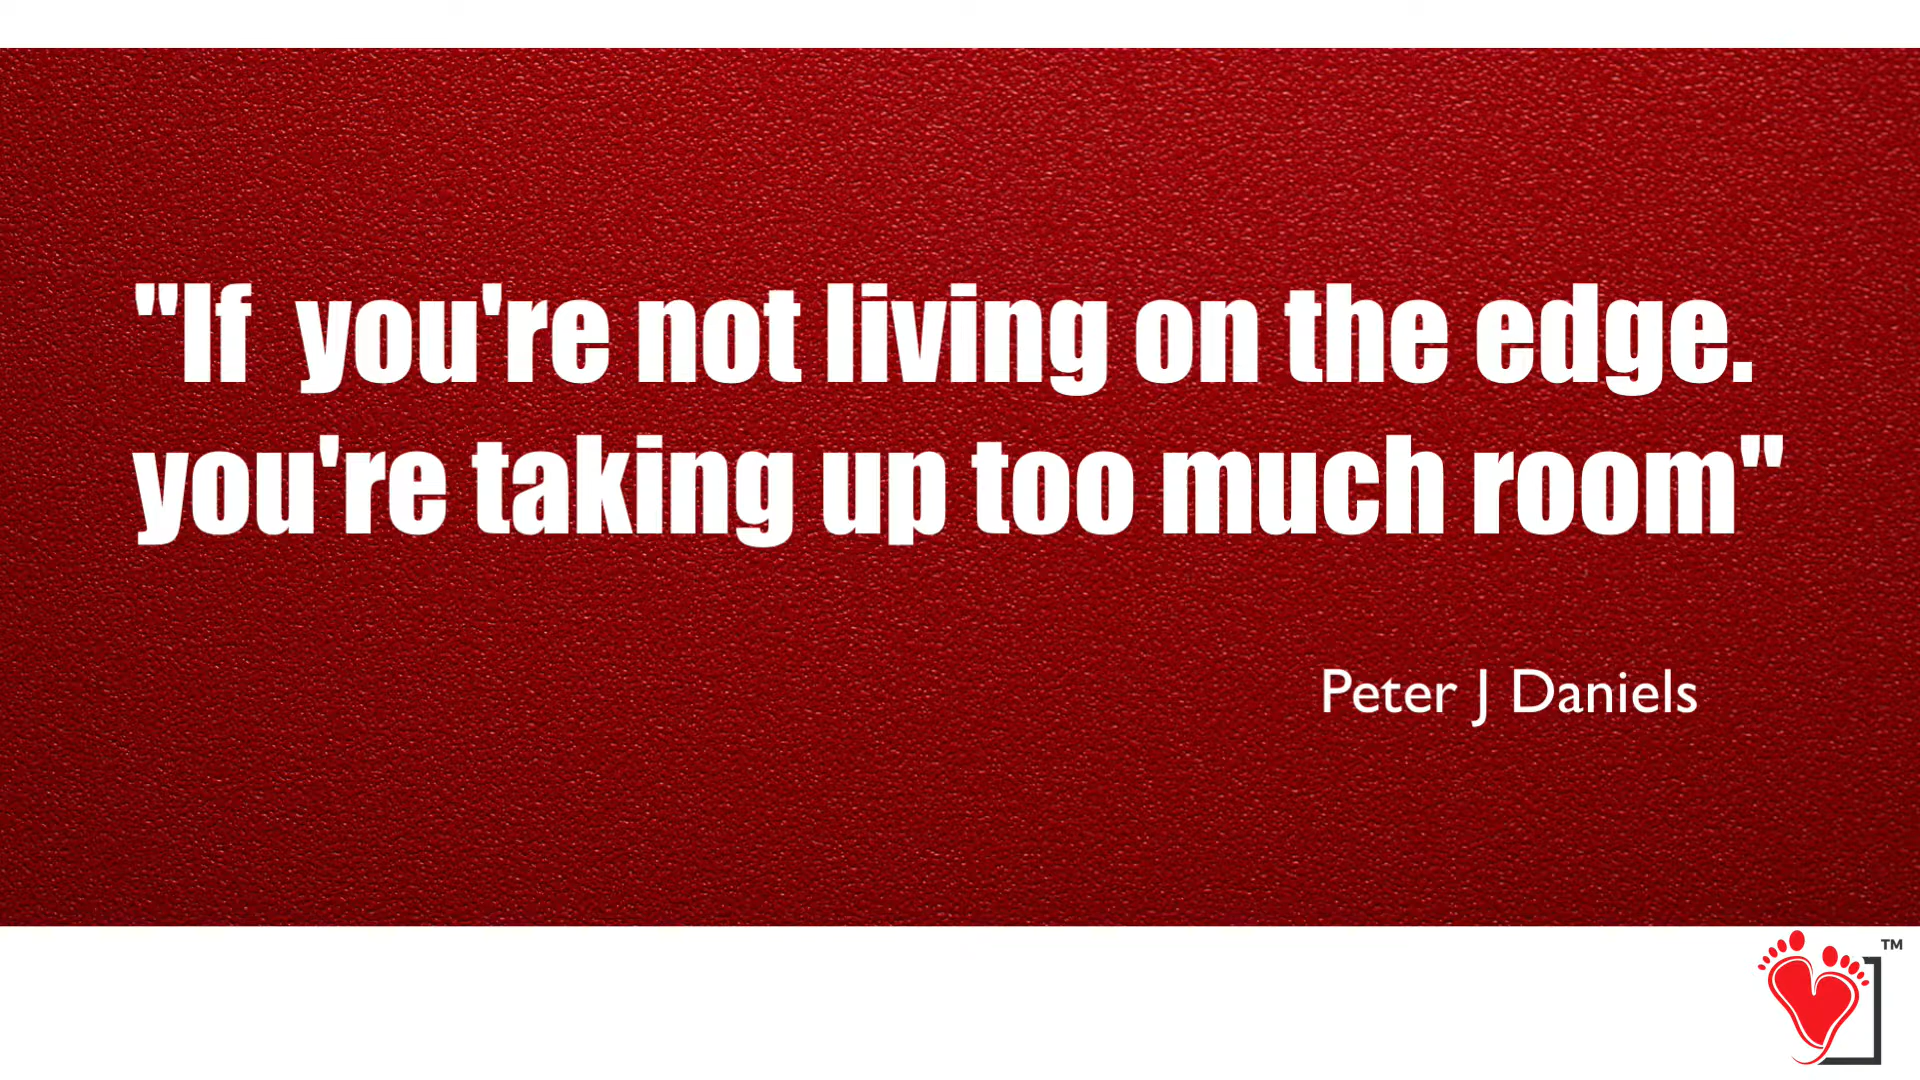 "If  you're not living on the edge.
you're taking up too much room"
Peter J Daniels
TM